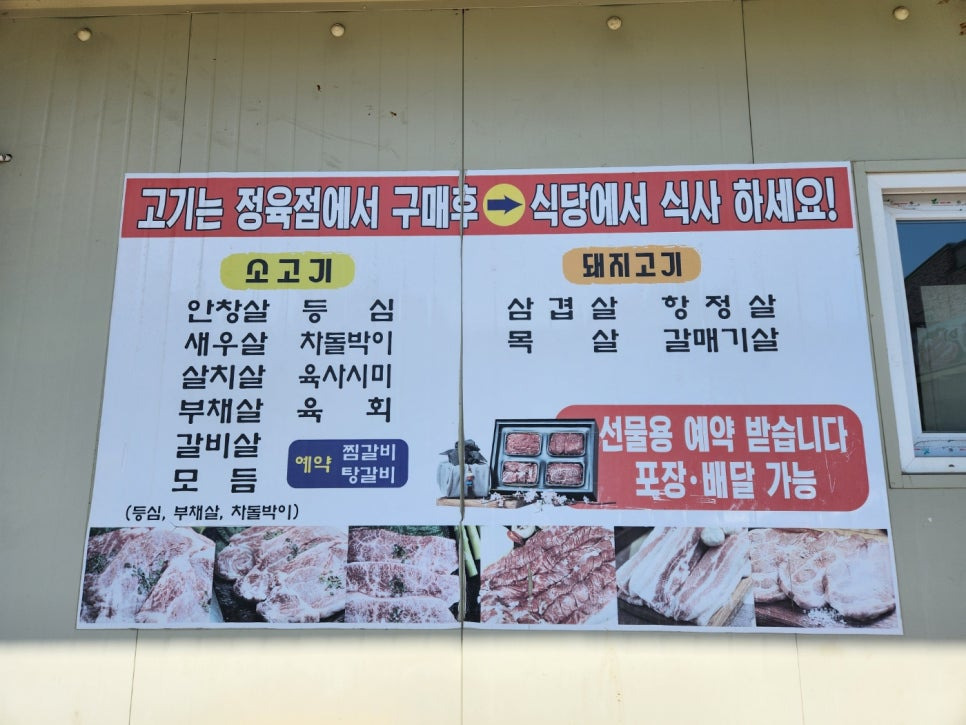 고기는 정육점에서 구매후 → 식당에서 식사 하세요!
소고기
안창살 등 심
새우살 차돌박이
살치살 육사시미
부채살 육 회
갈비살
모 듬
(등심, 부채살, 차돌박이)
예약 찜갈비
탕갈비
돼지고기
삼 겹 살 항 정 살
목 살 갈매기살
선물용 예약 받습니다
포장·배달 가능